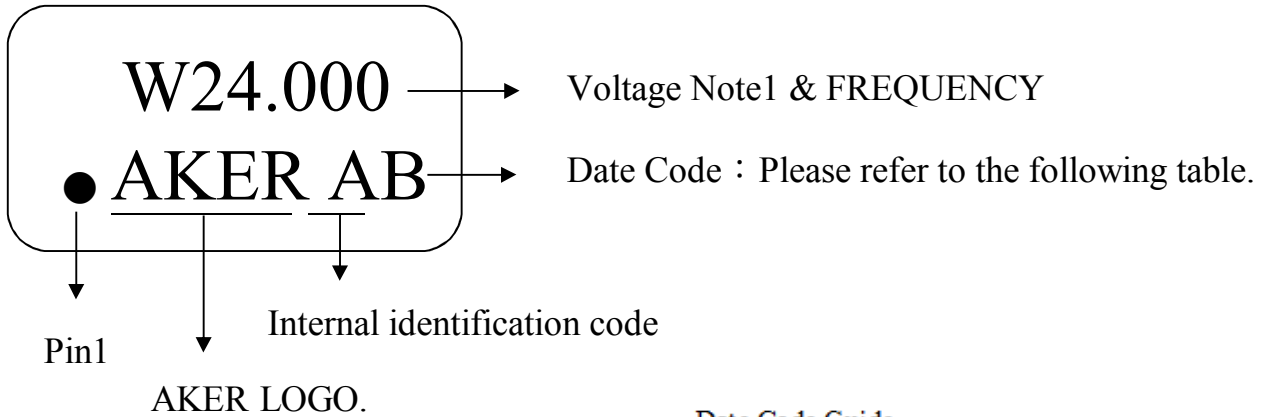 W24.000
Voltage Note1 & FREQUENCY
AKER AB
Date Code：Please refer to the following table.
Internal identification code
Pin1
AKER LOGO.